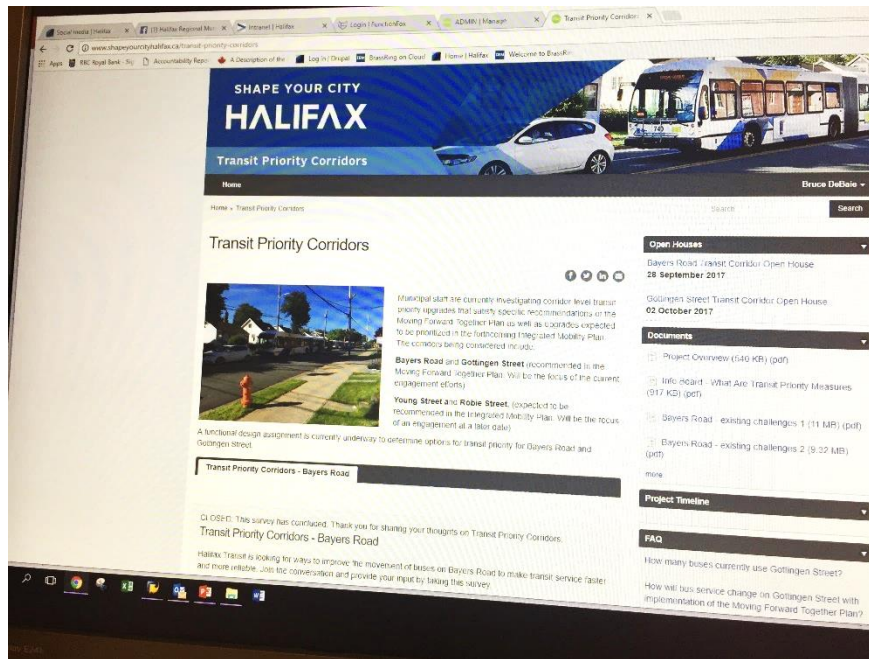 Social media | Halifax
(1) Halifax Regional Mun
Intranet | Halifax
Login | FunctionFox
ADMIN | Manager
Transit Priority Corridors
www.shapeyourcityhalifax.ca/transit-priority-corridors
Apps
RBC Royal Bank - Sig
Accountability Repo
A Description of the
Log in | Drupal
BrassRing on Cloud
Home | Halifax
Welcome to BrassRin
SHAPE YOUR CITY
HALIFAX
Transit Priority Corridors
740
Home
Bruce DeBaie
Home » Transit Priority Corridors
Search
Search
Transit Priority Corridors
Municipal staff are currently investigating corridor level transit
priority upgrades that satisfy specific recommendations of the
Moving Forward Together Plan as well as upgrades expected
to be prioritized in the forthcoming Integrated Mobility Plan.
The corridors being considered include:
Bayers Road and Gottingen Street (recommended in the
Moving Forward Together Plan. Will be the focus of the current
engagement efforts)
Young Street and Robie Street. (expected to be
recommended in the Integrated Mobility Plan. Will be the focus
of an engagement at a later date)
A functional design assignment is currently underway to determine options for transit priority for Bayers Road and
Gottingen Street.
Transit Priority Corridors - Bayers Road
CLOSED: This survey has concluded. Thank you for sharing your thoughts on Transit Priority Corridors.
Transit Priority Corridors - Bayers Road
Halifax Transit is looking for ways to improve the movement of buses on Bayers Road to make transit service faster
and more reliable. Join the conversation and provide your input by taking this survey.
Open Houses
Bayers Road Transit Corridor Open House
28 September 2017
Gottingen Street Transit Corridor Open House
02 October 2017
Documents
Project Overview (546 KB) (pdf)
Info Board - What Are Transit Priority Measures
(917 KB) (pdf)
Bayers Road - existing challenges 1 (11 MB) (pdf)
Bayers Road - existing challenges 2 (9.32 MB)
(pdf)
more
Project Timeline
FAQ
How many buses currently use Gottingen Street?
How will bus service change on Gottingen Street with
implementation of the Moving Forward Together Plan?